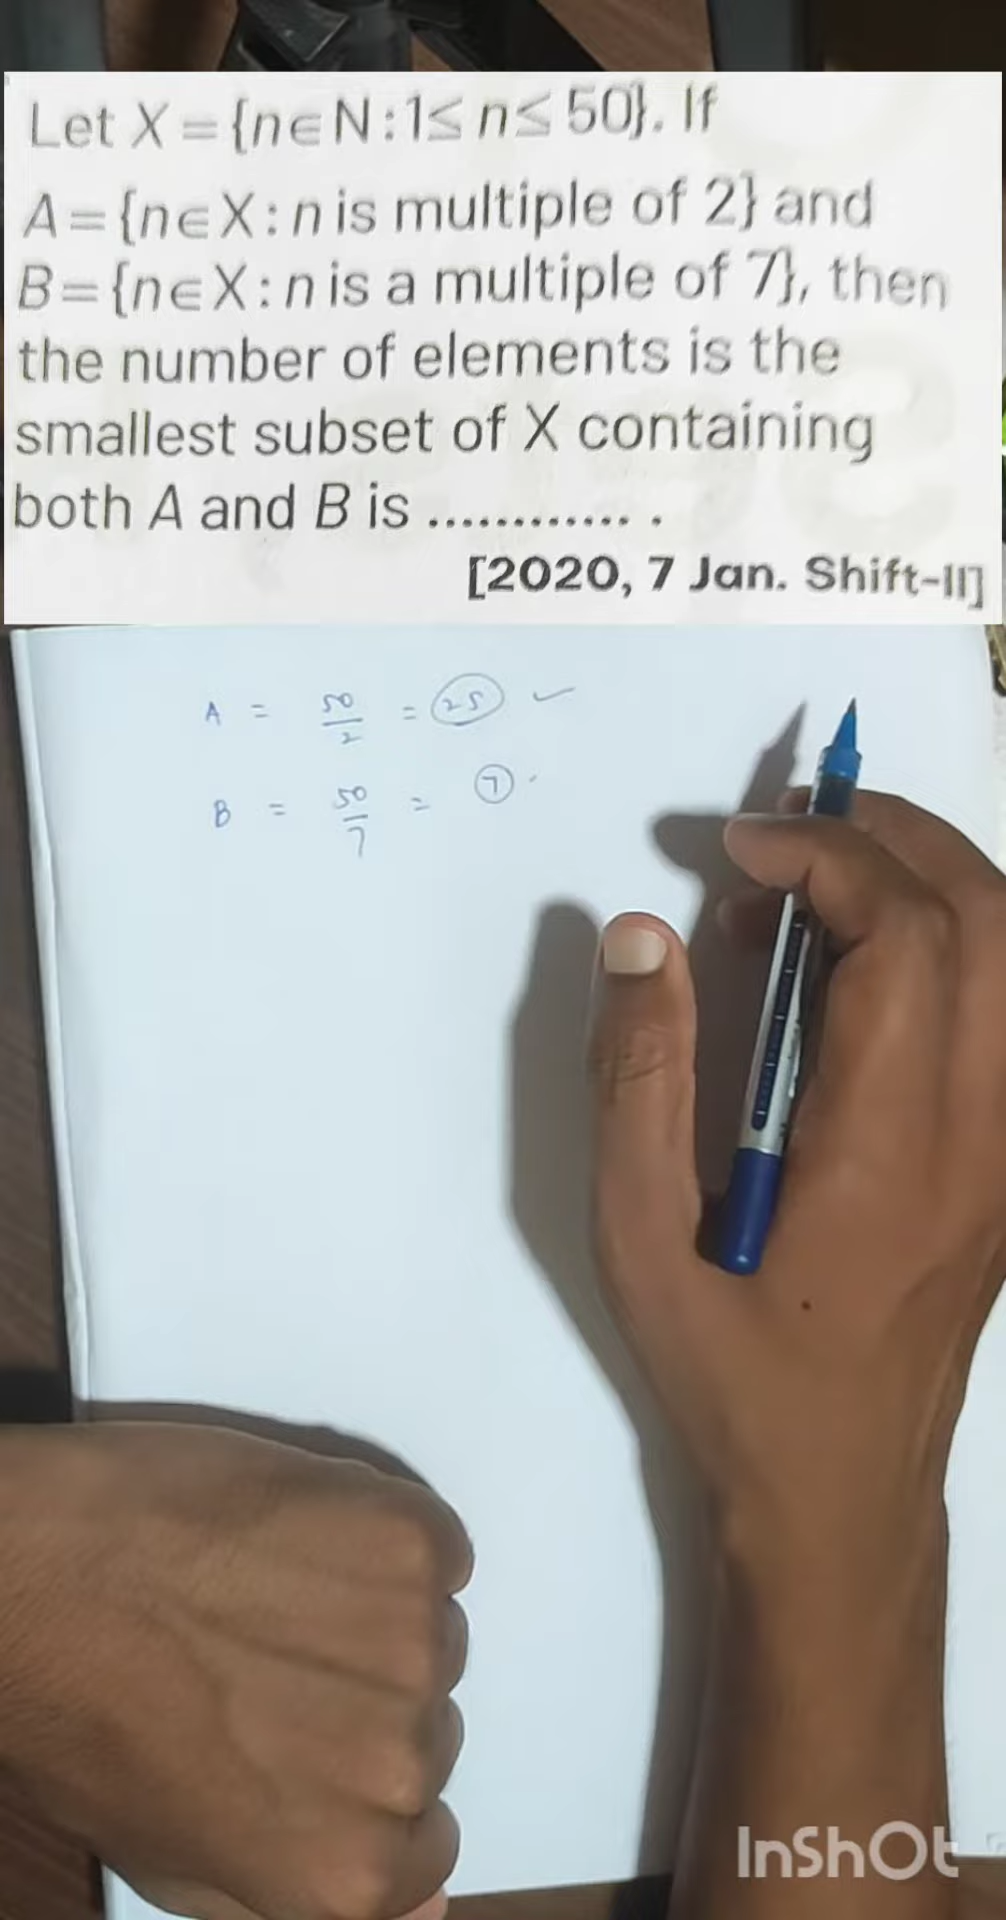 Let X = {n∈N : 1≤ n≤ 50}. If
A = {n∈X : n is multiple of 2} and
B = {n∈X : n is a multiple of 7}, then
the number of elements is the
smallest subset of X containing
both A and B is ............. .
[2020, 7 Jan. Shift-II]
A = 50/2 = 25 ✓
B = 50/7 = 7
InShOt